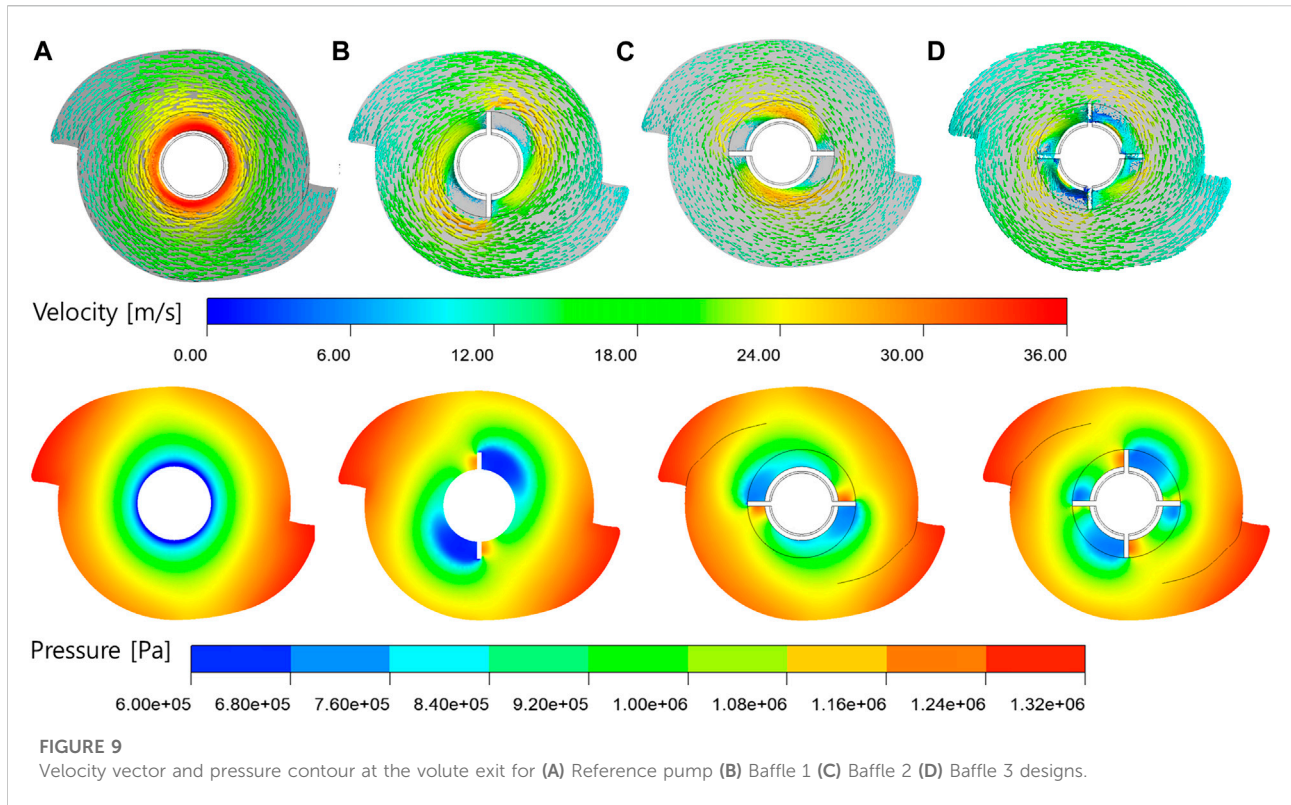 A B C D
Velocity [m/s]
0.00 6.00 12.00 18.00 24.00 30.00 36.00
Pressure [Pa]
6.00e+05 6.80e+05 7.60e+05 8.40e+05 9.20e+05 1.00e+06 1.08e+06 1.16e+06 1.24e+06 1.32e+06
FIGURE 9
Velocity vector and pressure contour at the volute exit for (A) Reference pump (B) Baffle 1 (C) Baffle 2 (D) Baffle 3 designs.